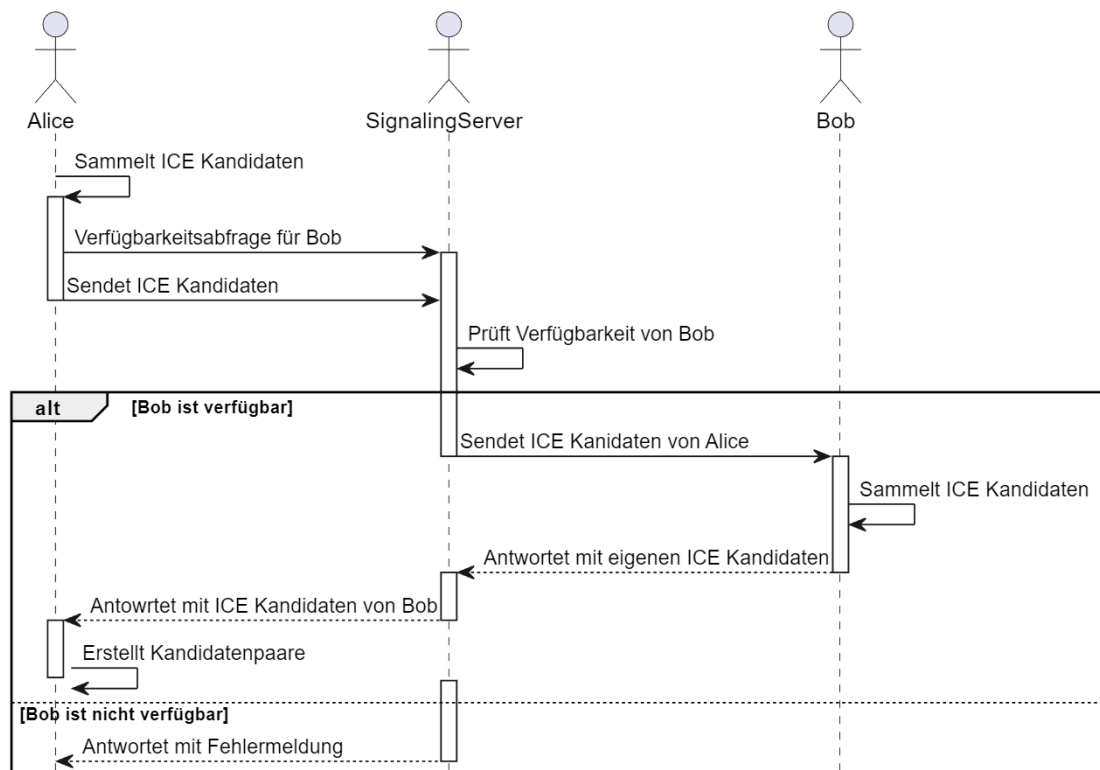 Alice
SignalingServer
Bob
Sammelt ICE Kandidaten
Verfügbarkeitsabfrage für Bob
Sendet ICE Kandidaten
Prüft Verfügbarkeit von Bob
alt
[Bob ist verfügbar]
Sendet ICE Kanidaten von Alice
Sammelt ICE Kandidaten
Antwortet mit eigenen ICE Kandidaten
Antowrtet mit ICE Kandidaten von Bob
Erstellt Kandidatenpaare
[Bob ist nicht verfügbar]
Antwortet mit Fehlermeldung